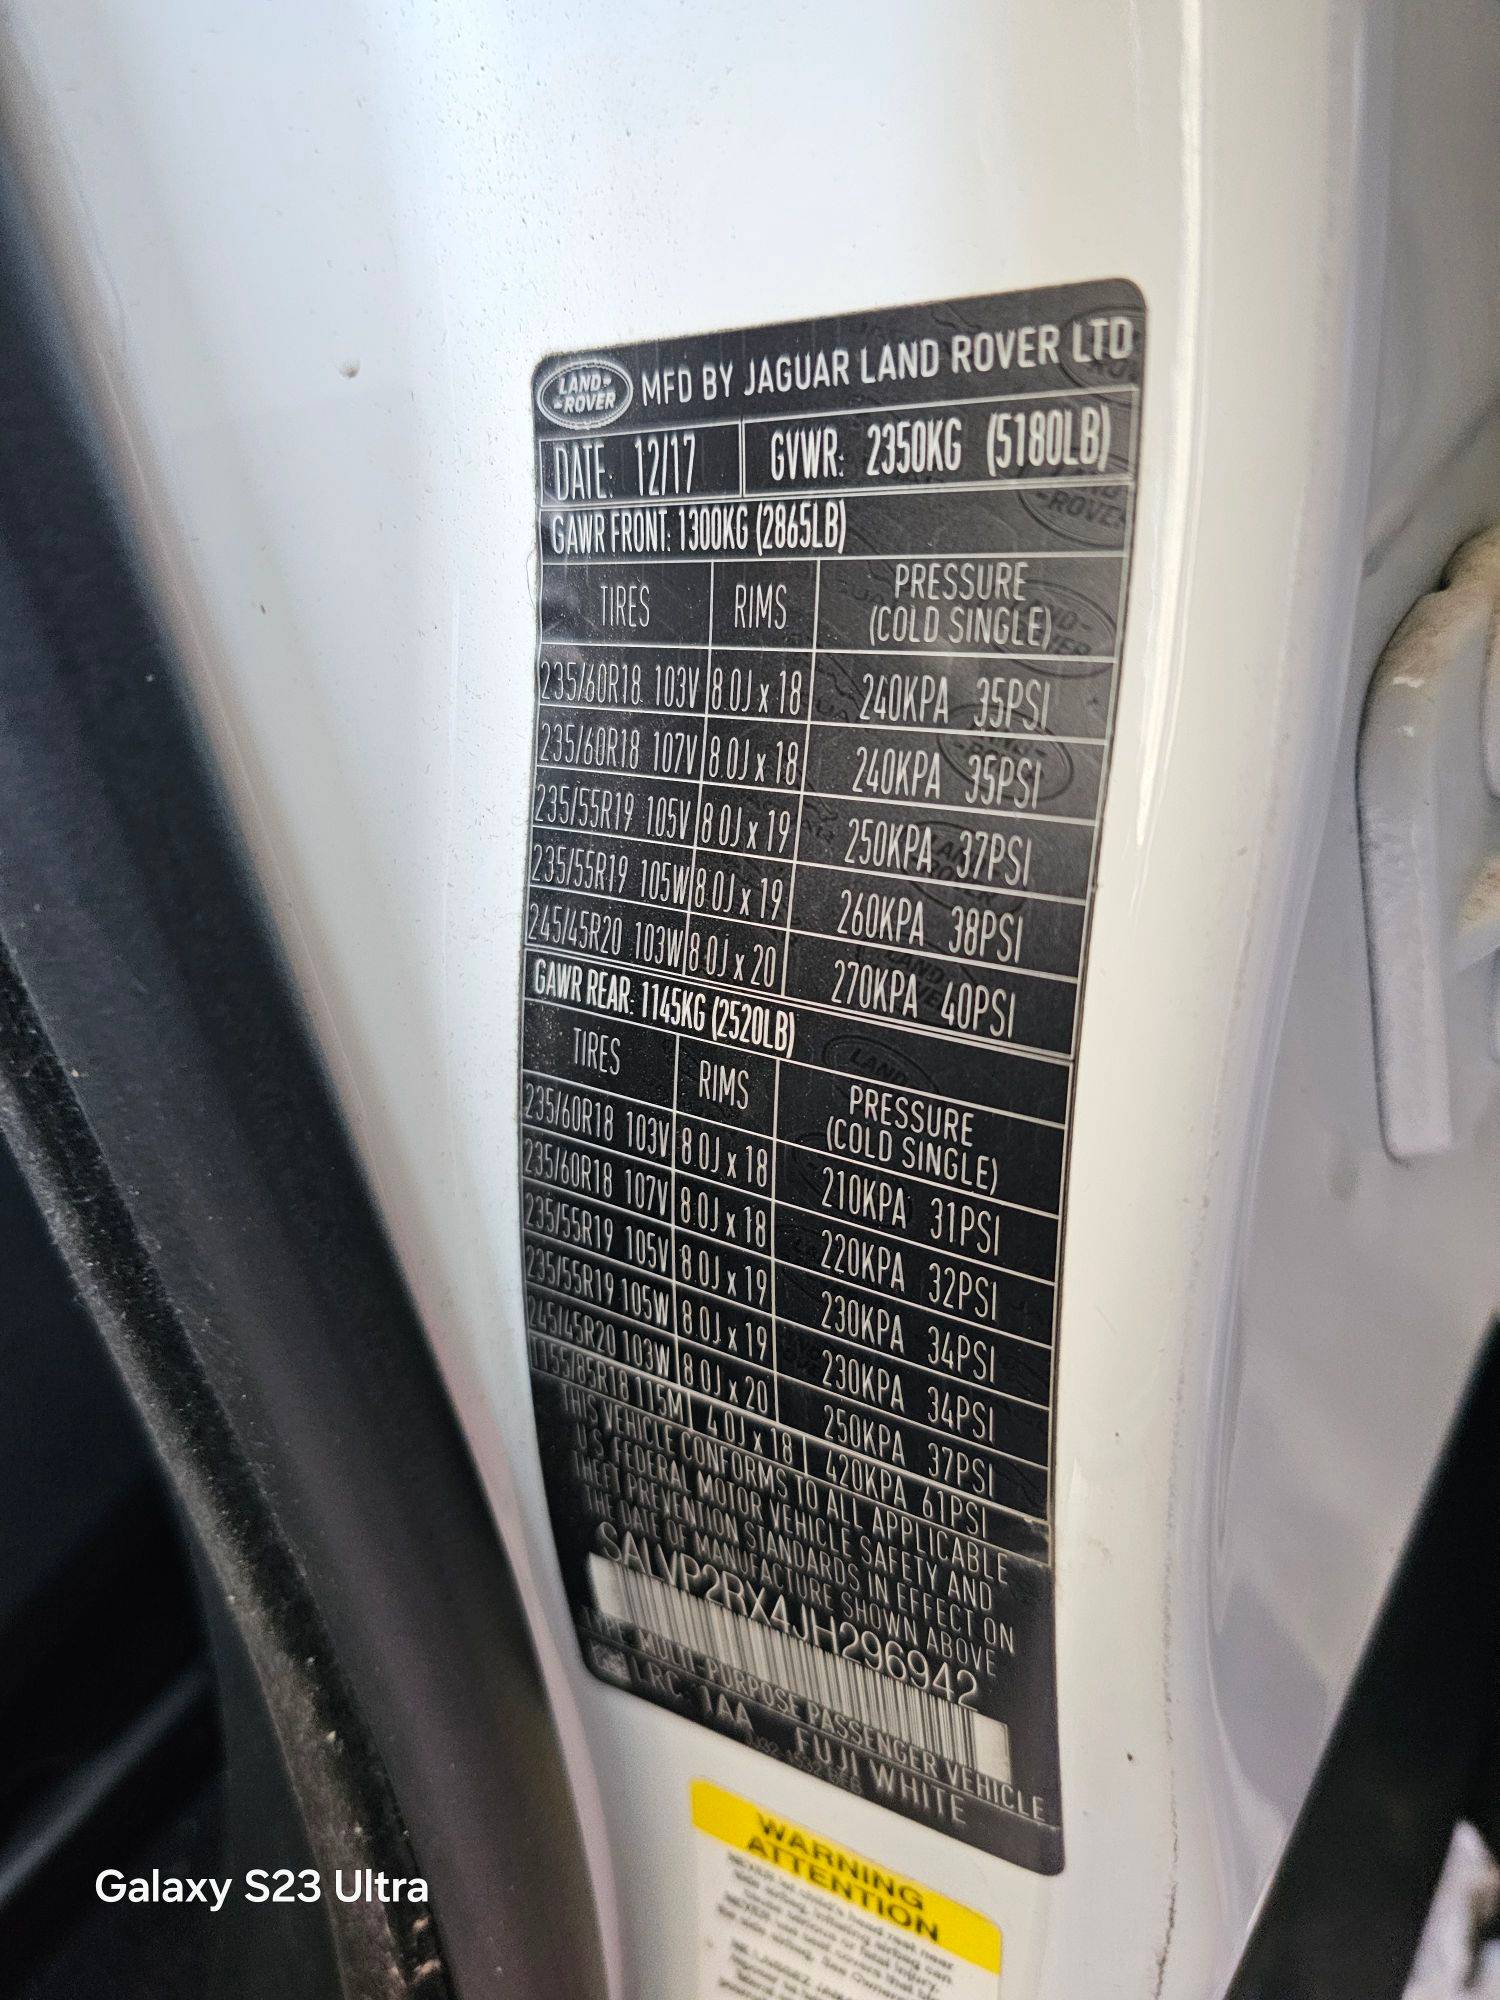 LAND-
-ROVER
MFD BY JAGUAR LAND ROVER LTD
DATE: 12/17 GVWR: 2350KG (5180LB)
GAWR FRONT: 1300KG (2865LB)
TIRES RIMS PRESSURE
(COLD SINGLE)
235/60R18 103V 8.0J x 18 240KPA 35PSI
235/60R18 107V 8.0J x 18 240KPA 35PSI
235/55R19 105V 8.0J x 19 250KPA 37PSI
235/55R19 105W 8.0J x 19 260KPA 38PSI
245/45R20 103W 8.0J x 20 270KPA 40PSI
GAWR REAR: 1145KG (2520LB)
TIRES RIMS PRESSURE
(COLD SINGLE)
235/60R18 103V 8.0J x 18 210KPA 31PSI
235/60R18 107V 8.0J x 18 220KPA 32PSI
235/55R19 105V 8.0J x 19 230KPA 34PSI
235/55R19 105W 8.0J x 19 230KPA 34PSI
245/45R20 103W 8.0J x 20 250KPA 37PSI
T155/85R18 115M 4.0J x 18 420KPA 61PSI
THIS VEHICLE CONFORMS TO ALL APPLICABLE
U.S. FEDERAL MOTOR VEHICLE SAFETY AND
THEFT PREVENTION STANDARDS IN EFFECT ON
THE DATE OF MANUFACTURE SHOWN ABOVE
SALVP2RX4JH296942
TYPE: MULTI-PURPOSE PASSENGER VEHICLE
LRC 1AA FUJI WHITE
WARNING
ATTENTION
Galaxy S23 Ultra